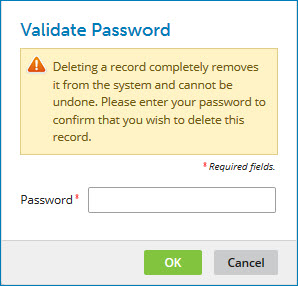 Validate Password
Deleting a record completely removes
it from the system and cannot be
undone. Please enter your password to
confirm that you wish to delete this
record.
* Required fields.
Password *
OK Cancel